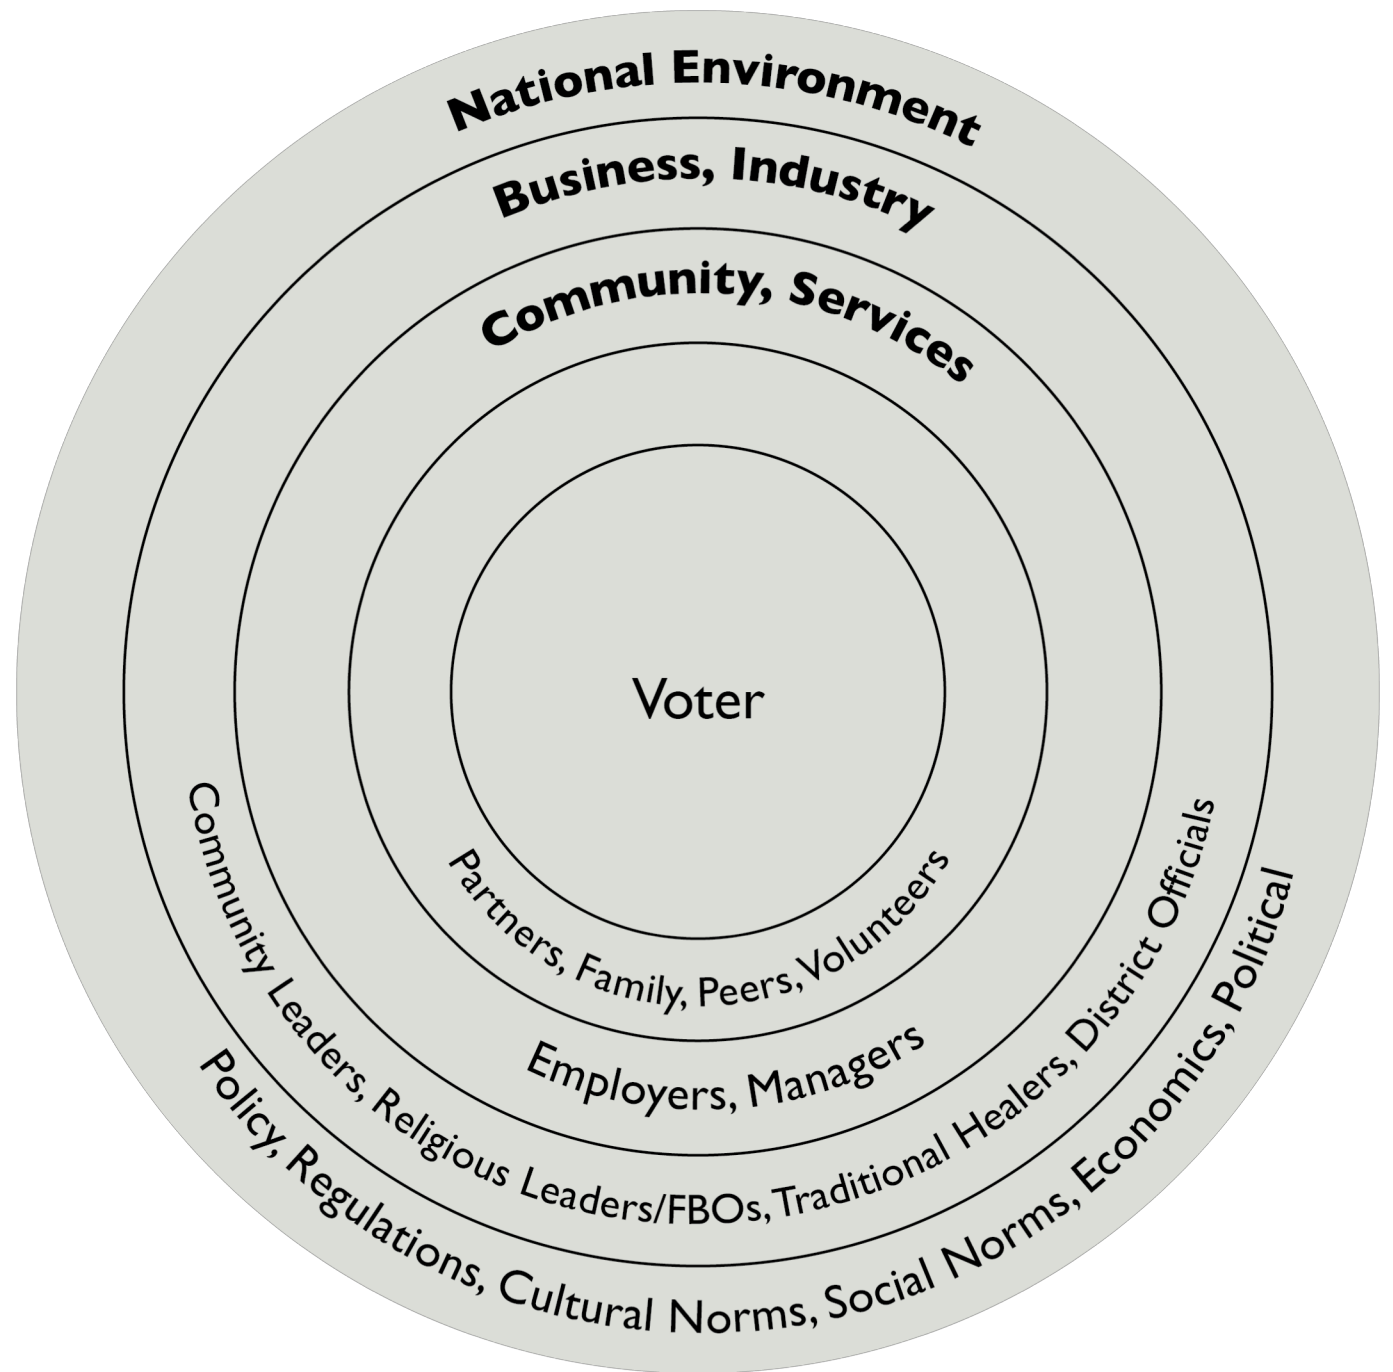 National Environment
Business, Industry
Community, Services
Voter
Partners, Family, Peers, Volunteers
Employers, Managers
Community Leaders, Religious Leaders/FBOs, Traditional Healers, District Officials
Policy, Regulations, Cultural Norms, Social Norms, Economics, Political